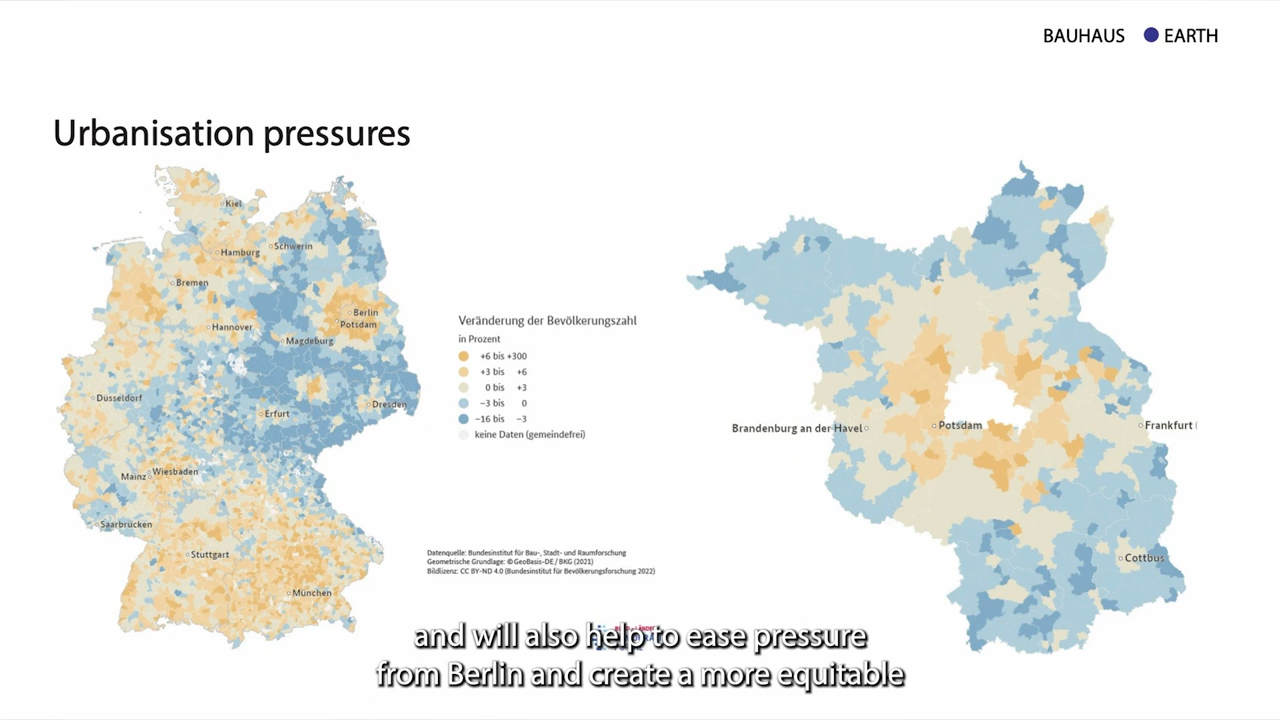 BAUHAUS EARTH
Urbanisation pressures
Kiel
Schwerin
Hamburg
Bremen
Berlin
Potsdam
Hannover
Magdeburg
Düsseldorf
Dresden
Erfurt
Wiesbaden
Mainz
Saarbrücken
Stuttgart
München
Veränderung der Bevölkerungszahl
in Prozent
+6 bis +300
+3 bis +6
0 bis +3
−3 bis 0
−16 bis −3
keine Daten (gemeindefrei)
Datenquelle: Bundesinstitut für Bau-, Stadt- und Raumforschung
Geometrische Grundlage: © GeoBasis-DE / BKG (2021)
Bildlizenz: CC BY-ND 4.0 (Bundesinstitut für Bevölkerungsforschung 2022)
Brandenburg an der Havel
Potsdam
Frankfurt (
Cottbus
and will also help to ease pressure
from Berlin and create a more equitable